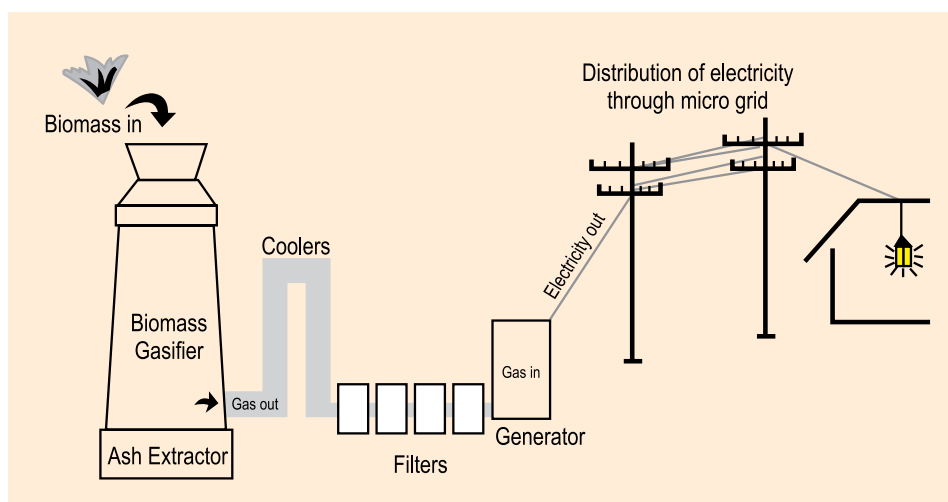 Distribution of electricity
through micro grid
Biomass in
Coolers
Electricity out
Biomass
Gasifier
Gas in
Gas out
Generator
Ash Extractor
Filters